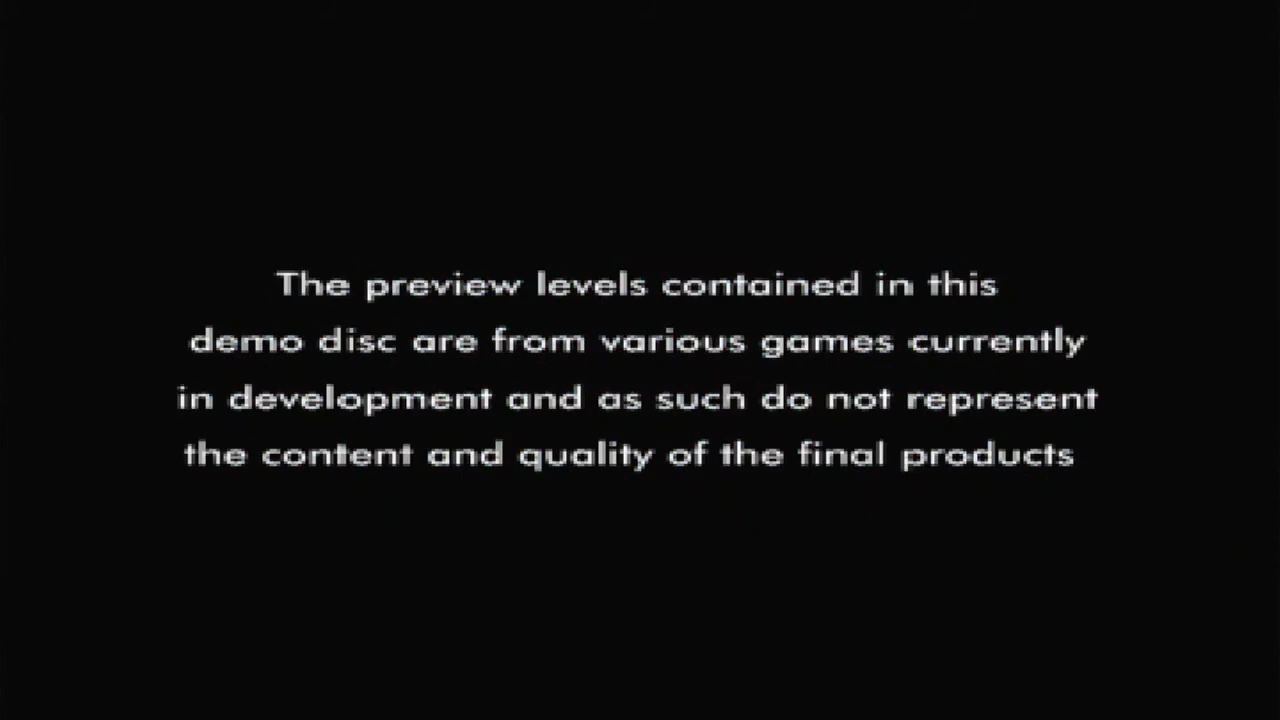 The preview levels contained in this
demo disc are from various games currently
in development and as such do not represent
the content and quality of the final products